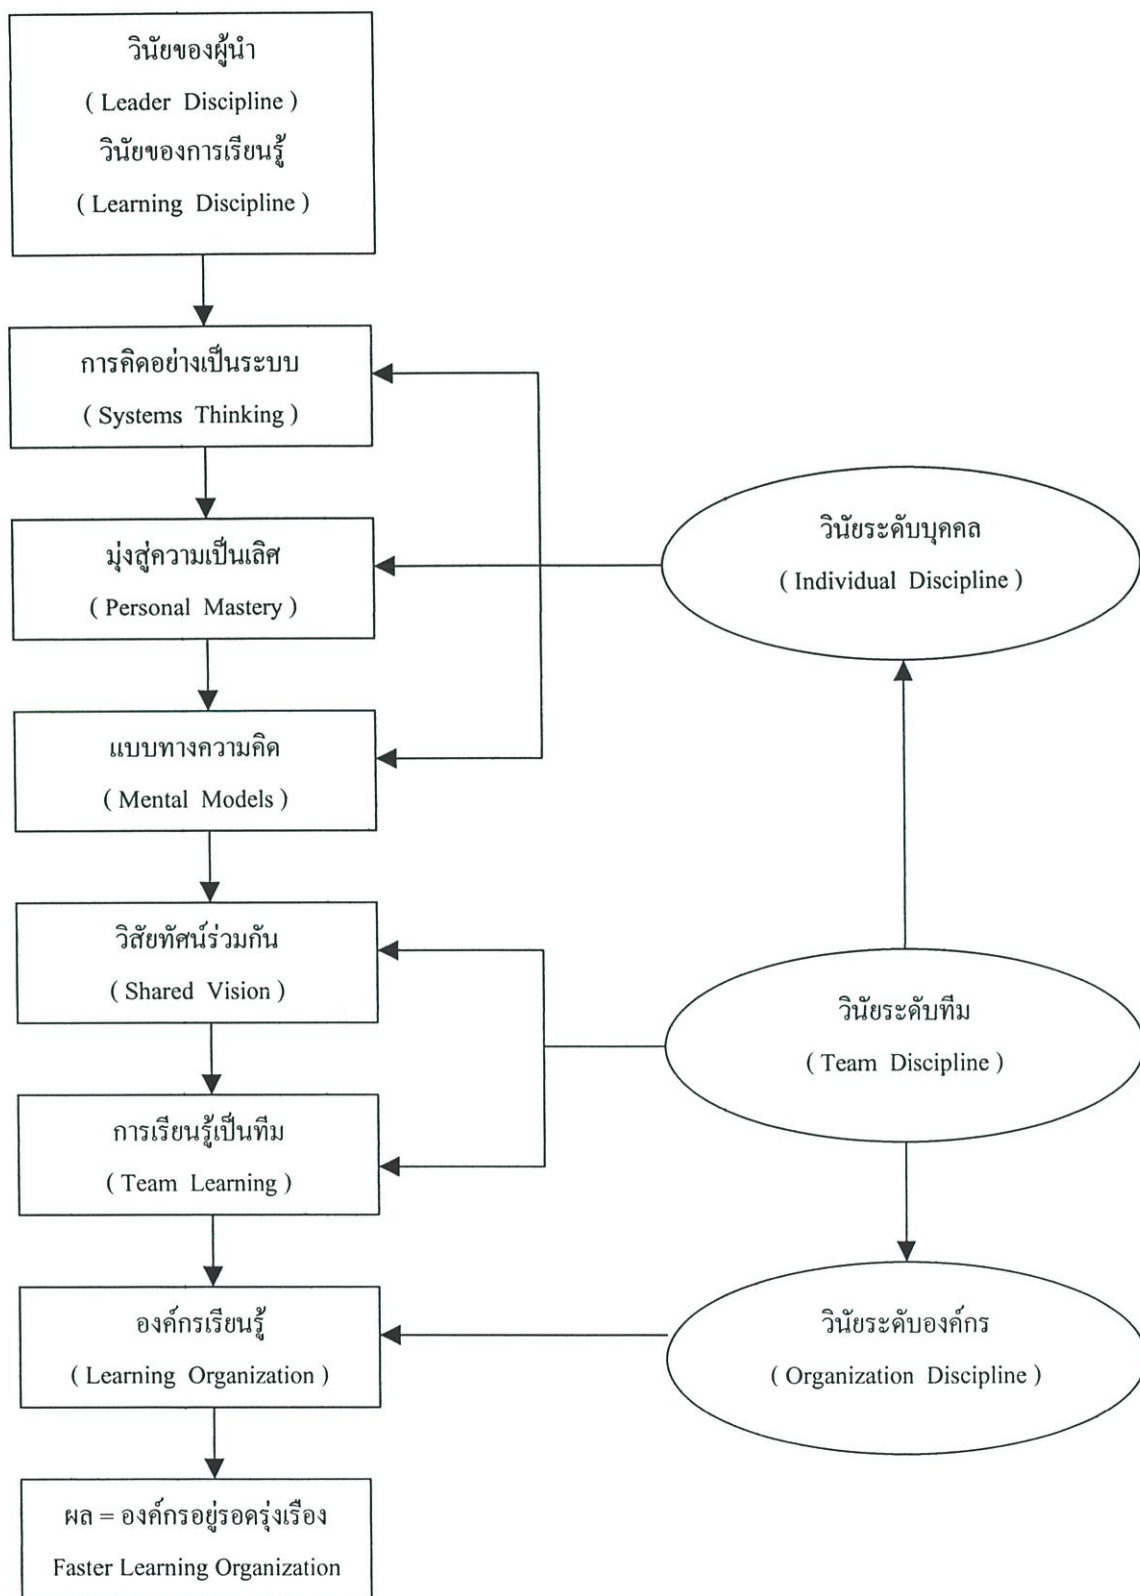 วินัยของผู้นำ
( Leader Discipline )
วินัยของการเรียนรู้
( Learning Discipline )
การคิดอย่างเป็นระบบ
( Systems Thinking )
มุ่งสู่ความเป็นเลิศ
( Personal Mastery )
วินัยระดับบุคคล
( Individual Discipline )
แบบทางความคิด
( Mental Models )
วิสัยทัศน์ร่วมกัน
( Shared Vision )
วินัยระดับทีม
( Team Discipline )
การเรียนรู้เป็นทีม
( Team Learning )
องค์กรเรียนรู้
( Learning Organization )
วินัยระดับองค์กร
( Organization Discipline )
ผล = องค์กรอยู่รอดรุ่งเรือง
Faster Learning Organization